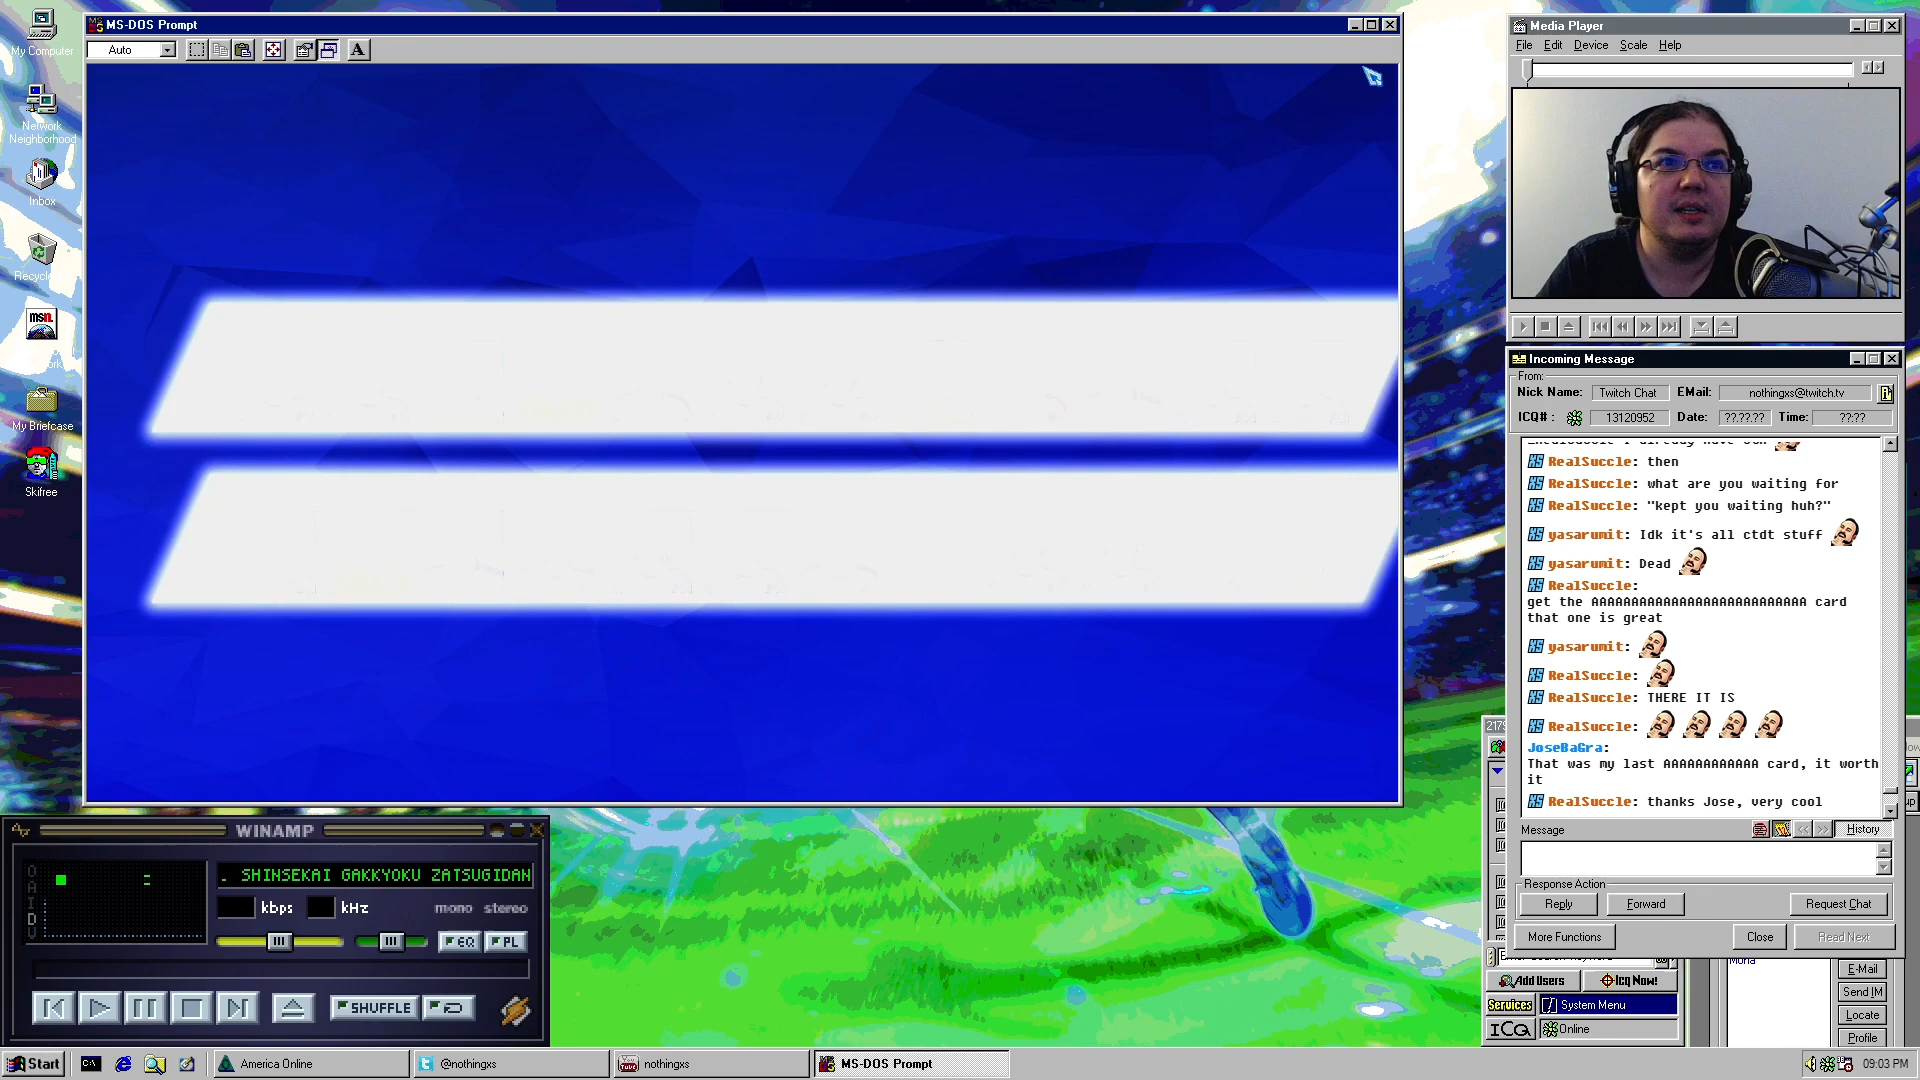 My Computer
Network
Neighborhood
Inbox
Recycle
msn.
My Briefcase
Skifree
MS-DOS Prompt
Auto
A
Media Player
File Edit Device Scale Help
Incoming Message
From:
Nick Name: Twitch Chat EMail: nothingxs@twitch.tv
ICQ# : 13120952 Date: ??.??.?? Time: ??:??
RealSuccle: then
RealSuccle: what are you waiting for
RealSuccle: "kept you waiting huh?"
yasarumit: Idk it's all ctdt stuff
yasarumit: Dead
RealSuccle:
get the AAAAAAAAAAAAAAAAAAAAAAAAAAA card
that one is great
yasarumit:
RealSuccle:
RealSuccle: THERE IT IS
RealSuccle:
JoseBaGra:
That was my last AAAAAAAAAAAA card, it worth
it
RealSuccle: thanks Jose, very cool
Message History
Response Action
Reply Forward Request Chat
More Functions Close Read Next
WINAMP
. SHINSEKAI GAKKYOKU ZATSUGIDAN
kbps kHz mono stereo
EQ PL
SHUFFLE
2179
Add Users Icq Now!
Services System Menu
ICQ Online
E-Mail
Send IM
Locate
Profile
Start America Online @nothingxs nothingxs MS-DOS Prompt 09:03 PM